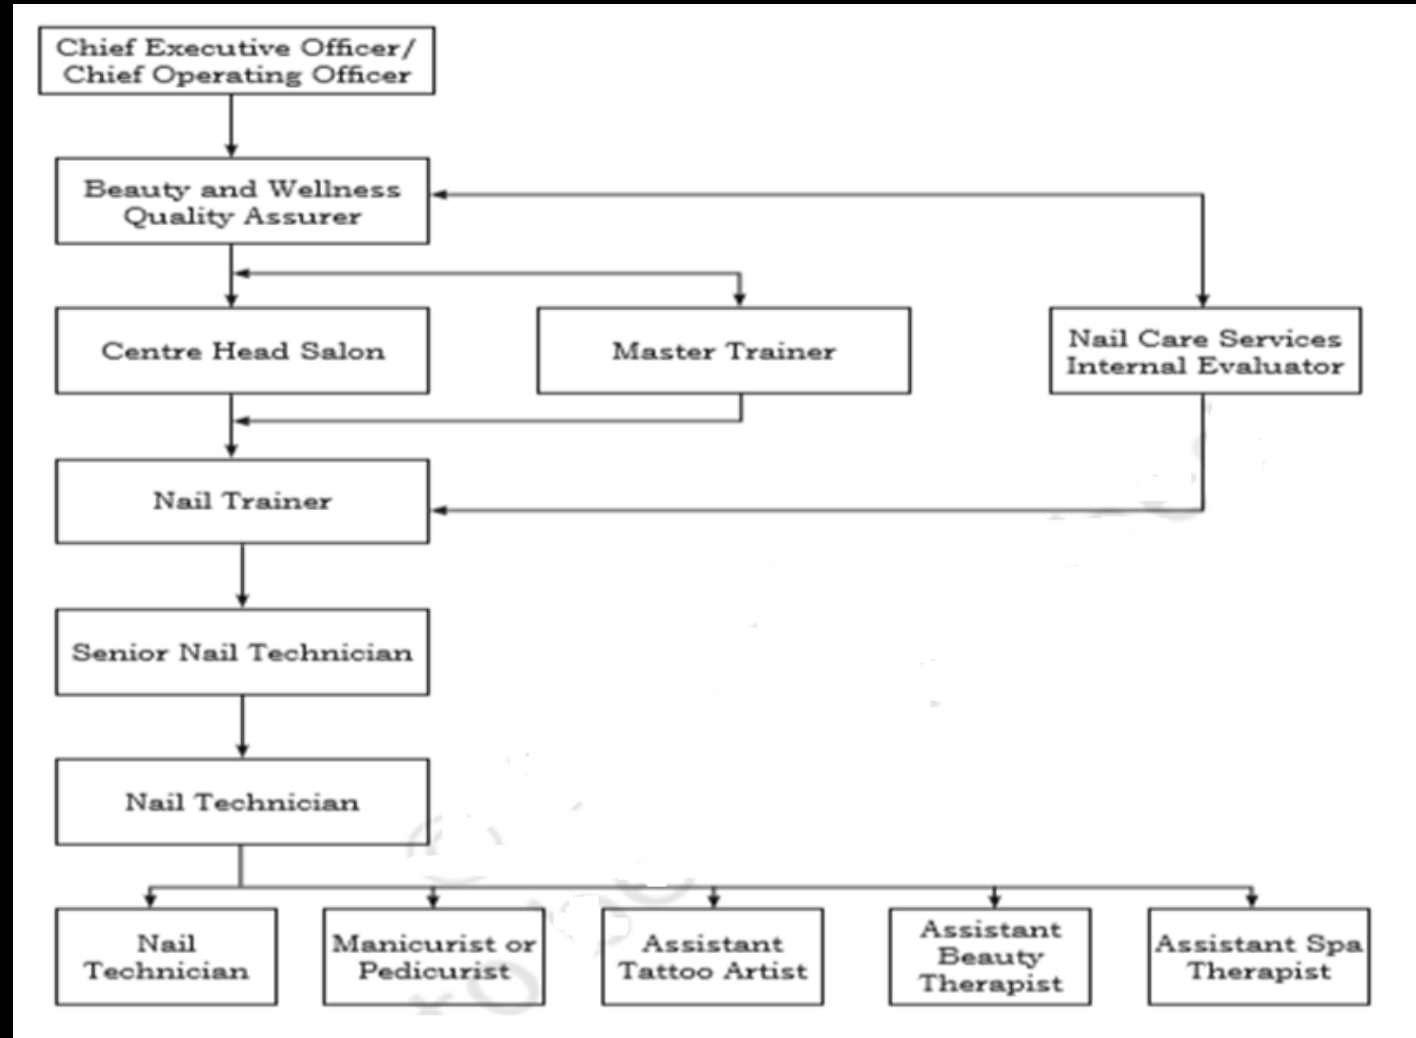 Chief Executive Officer/
Chief Operating Officer
Beauty and Wellness
Quality Assurer
Centre Head Salon
Master Trainer
Nail Care Services
Internal Evaluator
Nail Trainer
Senior Nail Technician
Nail Technician
Nail
Technician
Manicurist or
Pedicurist
Assistant
Tattoo Artist
Assistant
Beauty
Therapist
Assistant Spa
Therapist